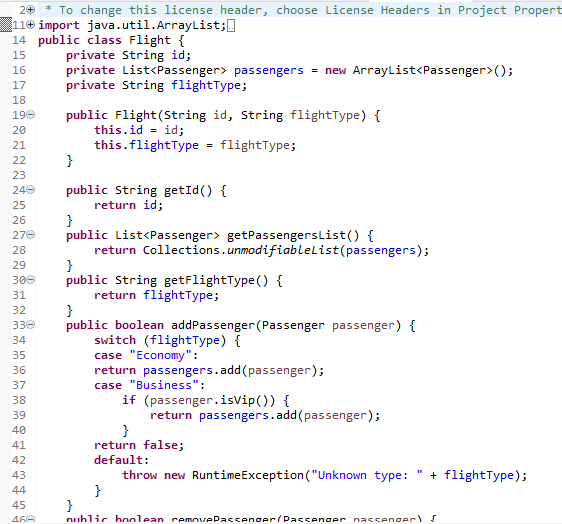 2 * To change this license header, choose License Headers in Project Propert
11 import java.util.ArrayList;
14 public class Flight {
15     private String id;
16     private List<Passenger> passengers = new ArrayList<Passenger>();
17     private String flightType;
18
19     public Flight(String id, String flightType) {
20         this.id = id;
21         this.flightType = flightType;
22     }
23
24     public String getId() {
25         return id;
26     }
27     public List<Passenger> getPassengersList() {
28         return Collections.unmodifiableList(passengers);
29     }
30     public String getFlightType() {
31         return flightType;
32     }
33     public boolean addPassenger(Passenger passenger) {
34         switch (flightType) {
35         case "Economy":
36         return passengers.add(passenger);
37         case "Business":
38             if (passenger.isVip()) {
39                 return passengers.add(passenger);
40             }
41         return false;
42         default:
43             throw new RuntimeException("Unknown type: " + flightType);
44         }
45     }
46     public boolean removePassenger(Passenger passenger) {